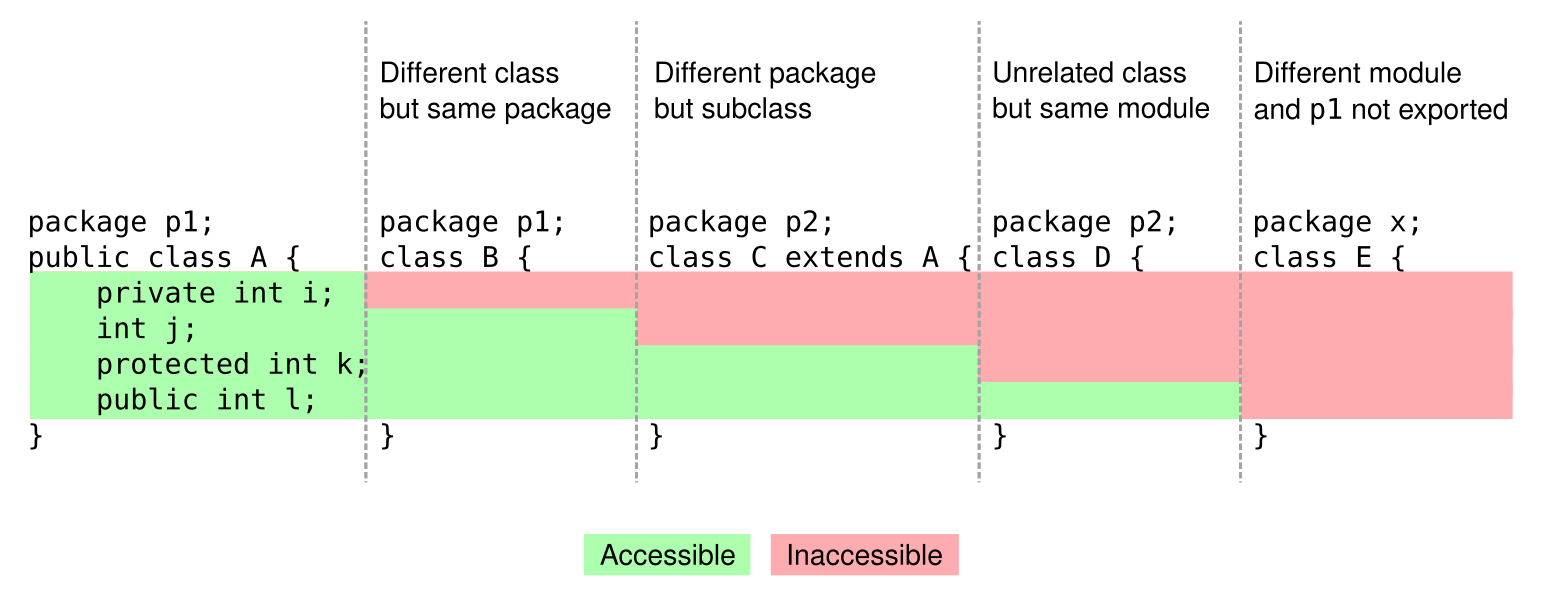 Different class
but same package
Different package
but subclass
Unrelated class
but same module
Different module
and p1 not exported
package p1;
public class A {
    private int i;
    int j;
    protected int k;
    public int l;
}
package p1;
class B {
}
package p2;
class C extends A {
}
package p2;
class D {
}
package x;
class E {
}
Accessible
Inaccessible